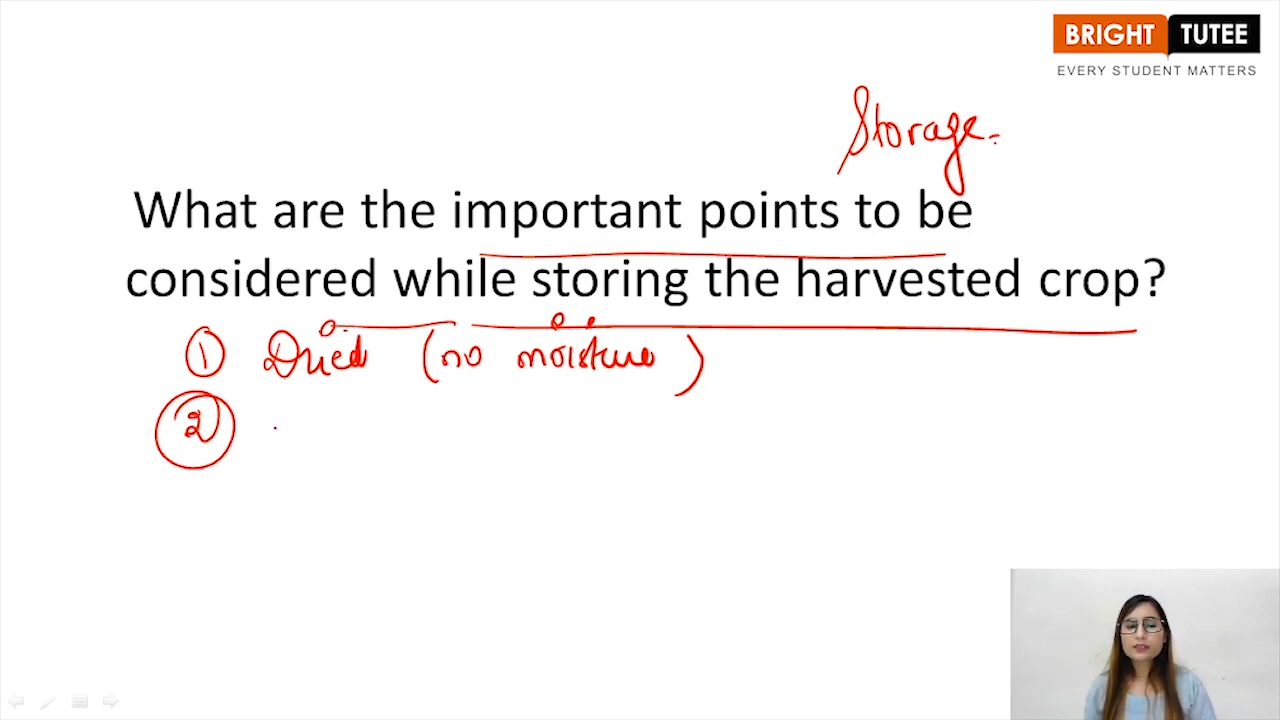 BRIGHT TUTEE
EVERY STUDENT MATTERS
Storage.
What are the important points to be
considered while storing the harvested crop?
① Dried (no moisture)
②